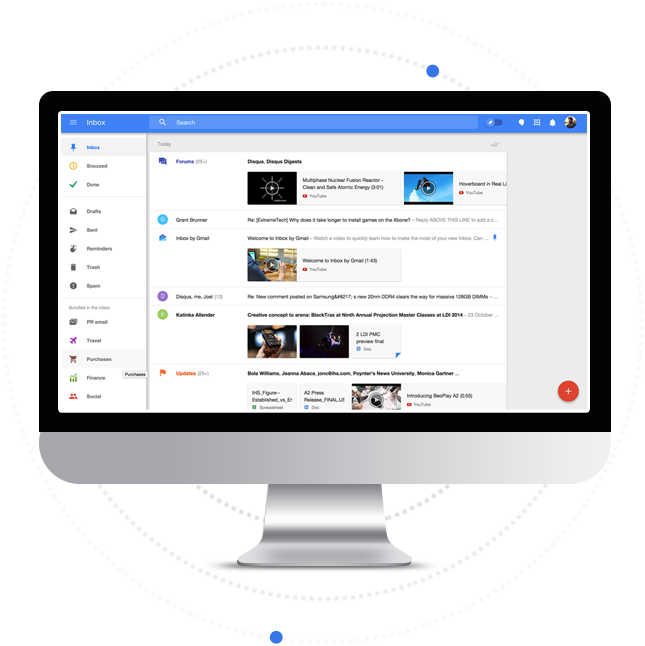 Inbox
Search
Inbox
Snoozed
Done
Drafts
Sent
Reminders
Trash
Spam
Bundled in the inbox
PR email
Travel
Purchases
Finance
Social
Purchases
Today
Forums (25+)
Disqus, Disqus Digests
Multiphase Nuclear Fusion Reactor -
Clean and Safe Atomic Energy (3:01)
YouTube
Hoverboard in Real Li
YouTube
G
Grant Brunner
Re: [ExtremeTech] Why does it take longer to install games on the Xbone? – Reply ABOVE THIS LINE to add a c...
Inbox by Gmail
Welcome to Inbox by Gmail – Watch a video to quickly learn how to make the most of your new Inbox. Can ...
Welcome to Inbox by Gmail (1:43)
YouTube
D
Disqus, me, Joel (13)
Re: New comment posted on Samsung&#8217; s new 20nm DDR4 clears the way for massive 128GB DIMMs – ...
K
Katinka Allender
Creative concept to arena: BlackTrax at Ninth Annual Projection Master Classes at LDI 2014 – 23 October ...
2 LDI PMC
preview final
Doc
Updates (25+)
Bola Williams, Jeanna Abaca, jonc@ihs.com, Poynter's News University, Monica Gartner ...
IHS_Figure--
Established_vs_Er
Spreadsheet
A2 Press
Release_FINAL.US
Doc
Introducing BeoPlay A2 (0:55)
YouTube